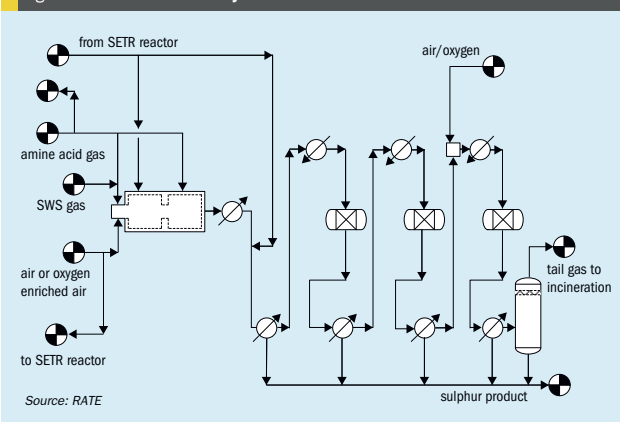 from SETR reactor
air/oxygen
amine acid gas
SWS gas
air or oxygen
enriched air
tail gas to
incineration
to SETR reactor
sulphur product
Source: RATE